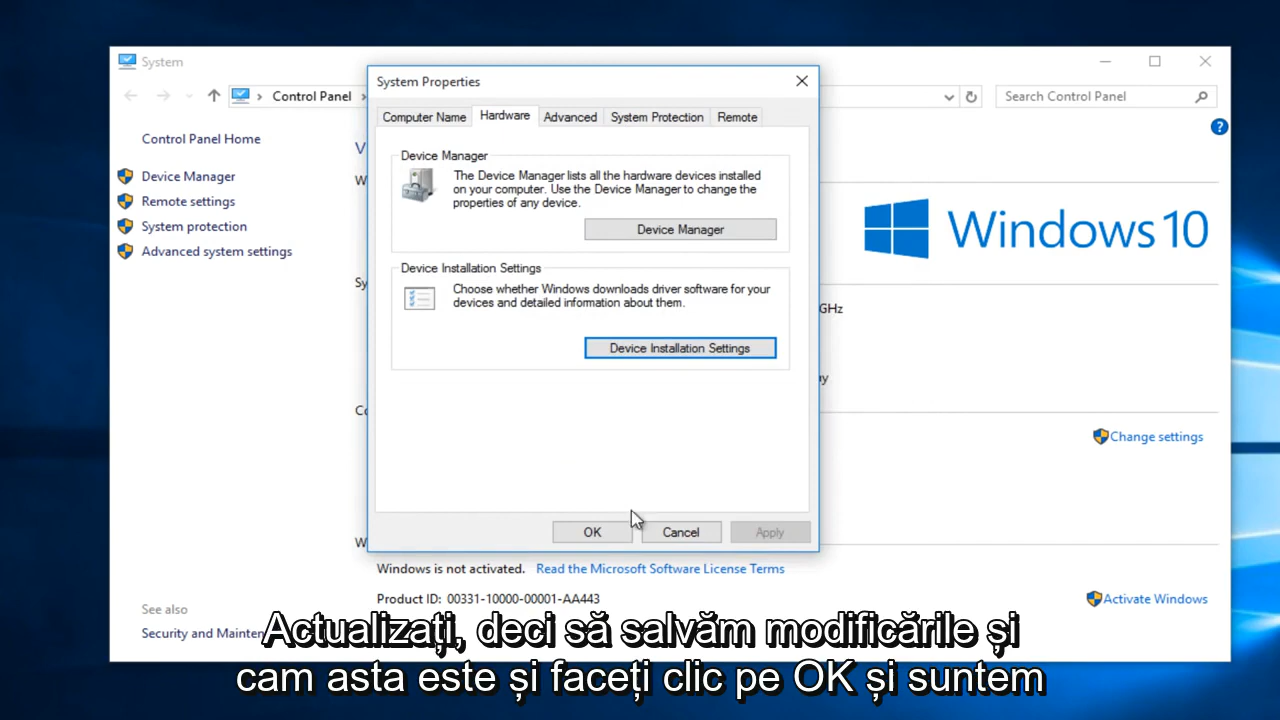 System
System Properties
Control Panel
Search Control Panel
Computer Name
Hardware
Advanced
System Protection
Remote
Control Panel Home
Device Manager
Remote settings
System protection
Advanced system settings
Device Manager
The Device Manager lists all the hardware devices installed
on your computer. Use the Device Manager to change the
properties of any device.
Device Manager
Device Installation Settings
Choose whether Windows downloads driver software for your
devices and detailed information about them.
Device Installation Settings
OK
Cancel
Apply
Windows 10
GHz
Change settings
Windows is not activated. Read the Microsoft Software License Terms
Product ID: 00331-10000-00001-AA443
Activate Windows
See also
Security and
Actualizați, deci să salvăm modificările și
cam asta este și faceți clic pe OK și suntem